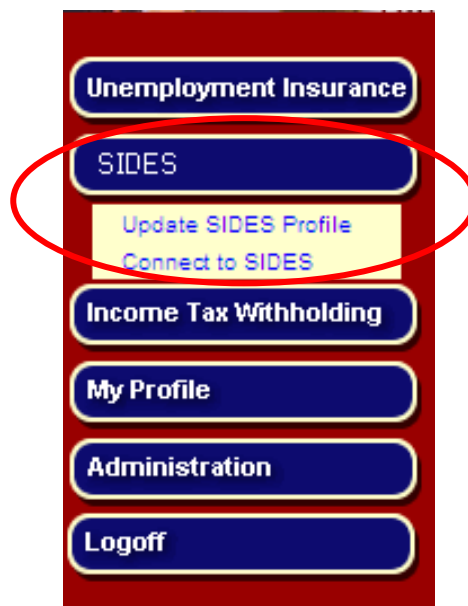 Unemployment Insurance
SIDES
Update SIDES Profile
Connect to SIDES
Income Tax Withholding
My Profile
Administration
Logoff